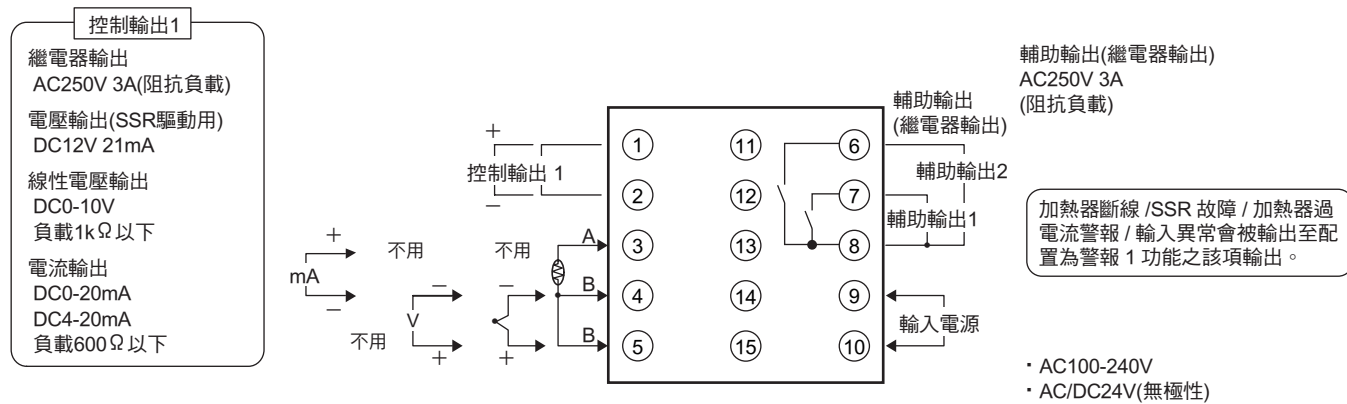 控制輸出1
繼電器輸出
AC250V 3A(阻抗負載)
電壓輸出(SSR驅動用)
DC12V 21mA
線性電壓輸出
DC0-10V
負載1kΩ以下
電流輸出
DC0-20mA
DC4-20mA
負載600Ω以下
+
mA
−
不用
不用
不用
−
V
+
−
+
+
控制輸出 1
−
A
B
B
1
2
3
4
5
11
12
13
14
15
6
7
8
9
10
輔助輸出
(繼電器輸出)
輔助輸出2
輔助輸出1
輸入電源
輔助輸出(繼電器輸出)
AC250V 3A
(阻抗負載)
加熱器斷線 /SSR 故障 / 加熱器過
電流警報 / 輸入異常會被輸出至配
置為警報 1 功能之該項輸出。
・AC100-240V
・AC/DC24V(無極性)